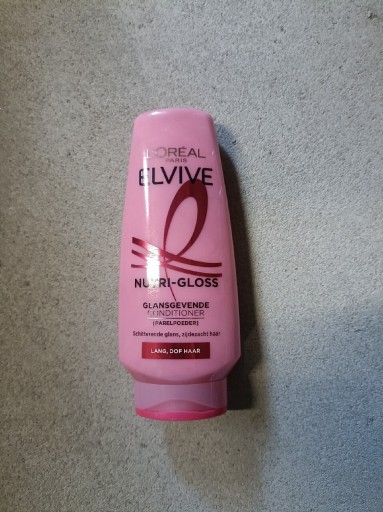 L'ORÉAL
PARIS
ELVIVE
NUTRI-GLOSS
GLANSGEVENDE
CONDITIONER
[PARELPOEDER]
Schitterende glans, zijdezacht haar
LANG, DOF HAAR